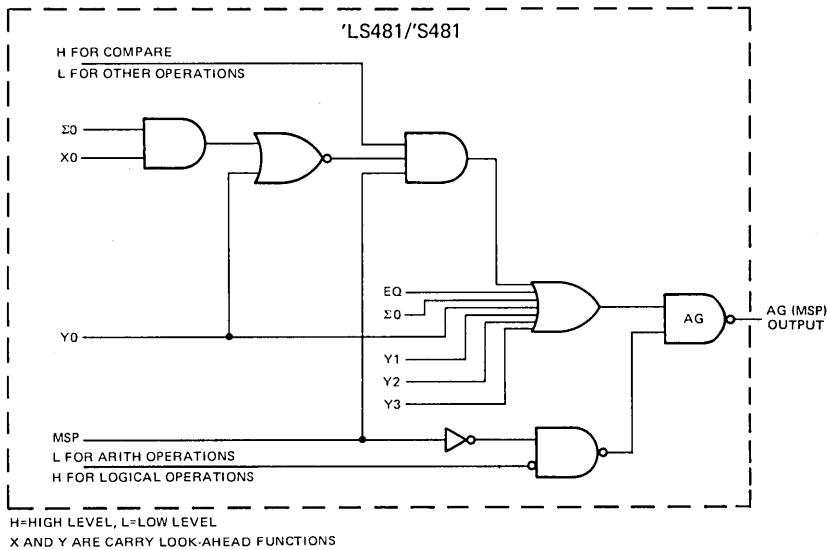 'LS481/'S481
H FOR COMPARE
L FOR OTHER OPERATIONS
Σ0
X0
EQ
Σ0
Y0
Y1
Y2
Y3
AG
AG (MSP)
OUTPUT
MSP
L FOR ARITH OPERATIONS
H FOR LOGICAL OPERATIONS
H=HIGH LEVEL, L=LOW LEVEL
X AND Y ARE CARRY LOOK-AHEAD FUNCTIONS